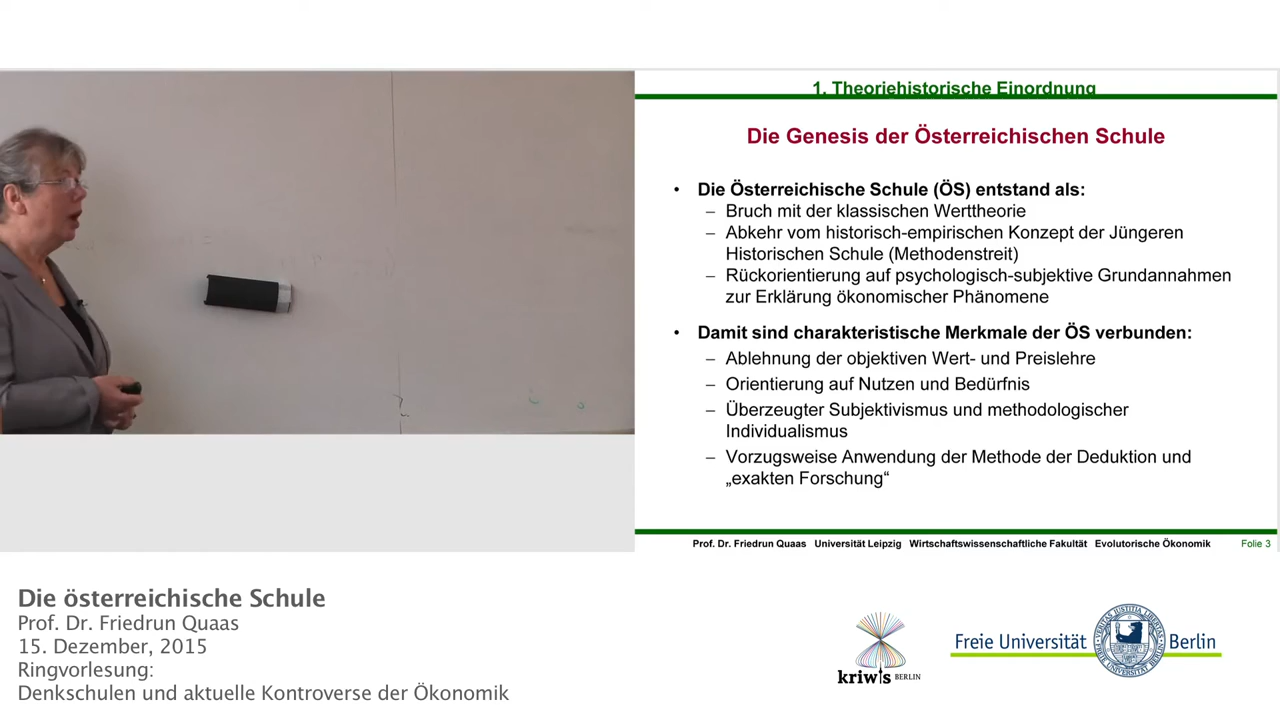 1. Theoriehistorische Einordnung
Die Genesis der Österreichischen Schule
• Die Österreichische Schule (ÖS) entstand als:
– Bruch mit der klassischen Werttheorie
– Abkehr vom historisch-empirischen Konzept der Jüngeren
Historischen Schule (Methodenstreit)
– Rückorientierung auf psychologisch-subjektive Grundannahmen
zur Erklärung ökonomischer Phänomene
• Damit sind charakteristische Merkmale der ÖS verbunden:
– Ablehnung der objektiven Wert- und Preislehre
– Orientierung auf Nutzen und Bedürfnis
– Überzeugter Subjektivismus und methodologischer
Individualismus
– Vorzugsweise Anwendung der Methode der Deduktion und
„exakten Forschung“
Prof. Dr. Friedrun Quaas Universität Leipzig Wirtschaftswissenschaftliche Fakultät Evolutorische Ökonomik Folie 3
Die österreichische Schule
Prof. Dr. Friedrun Quaas
15. Dezember, 2015
Ringvorlesung:
Denkschulen und aktuelle Kontroverse der Ökonomik
kriwis BERLIN
Freie Universität Berlin